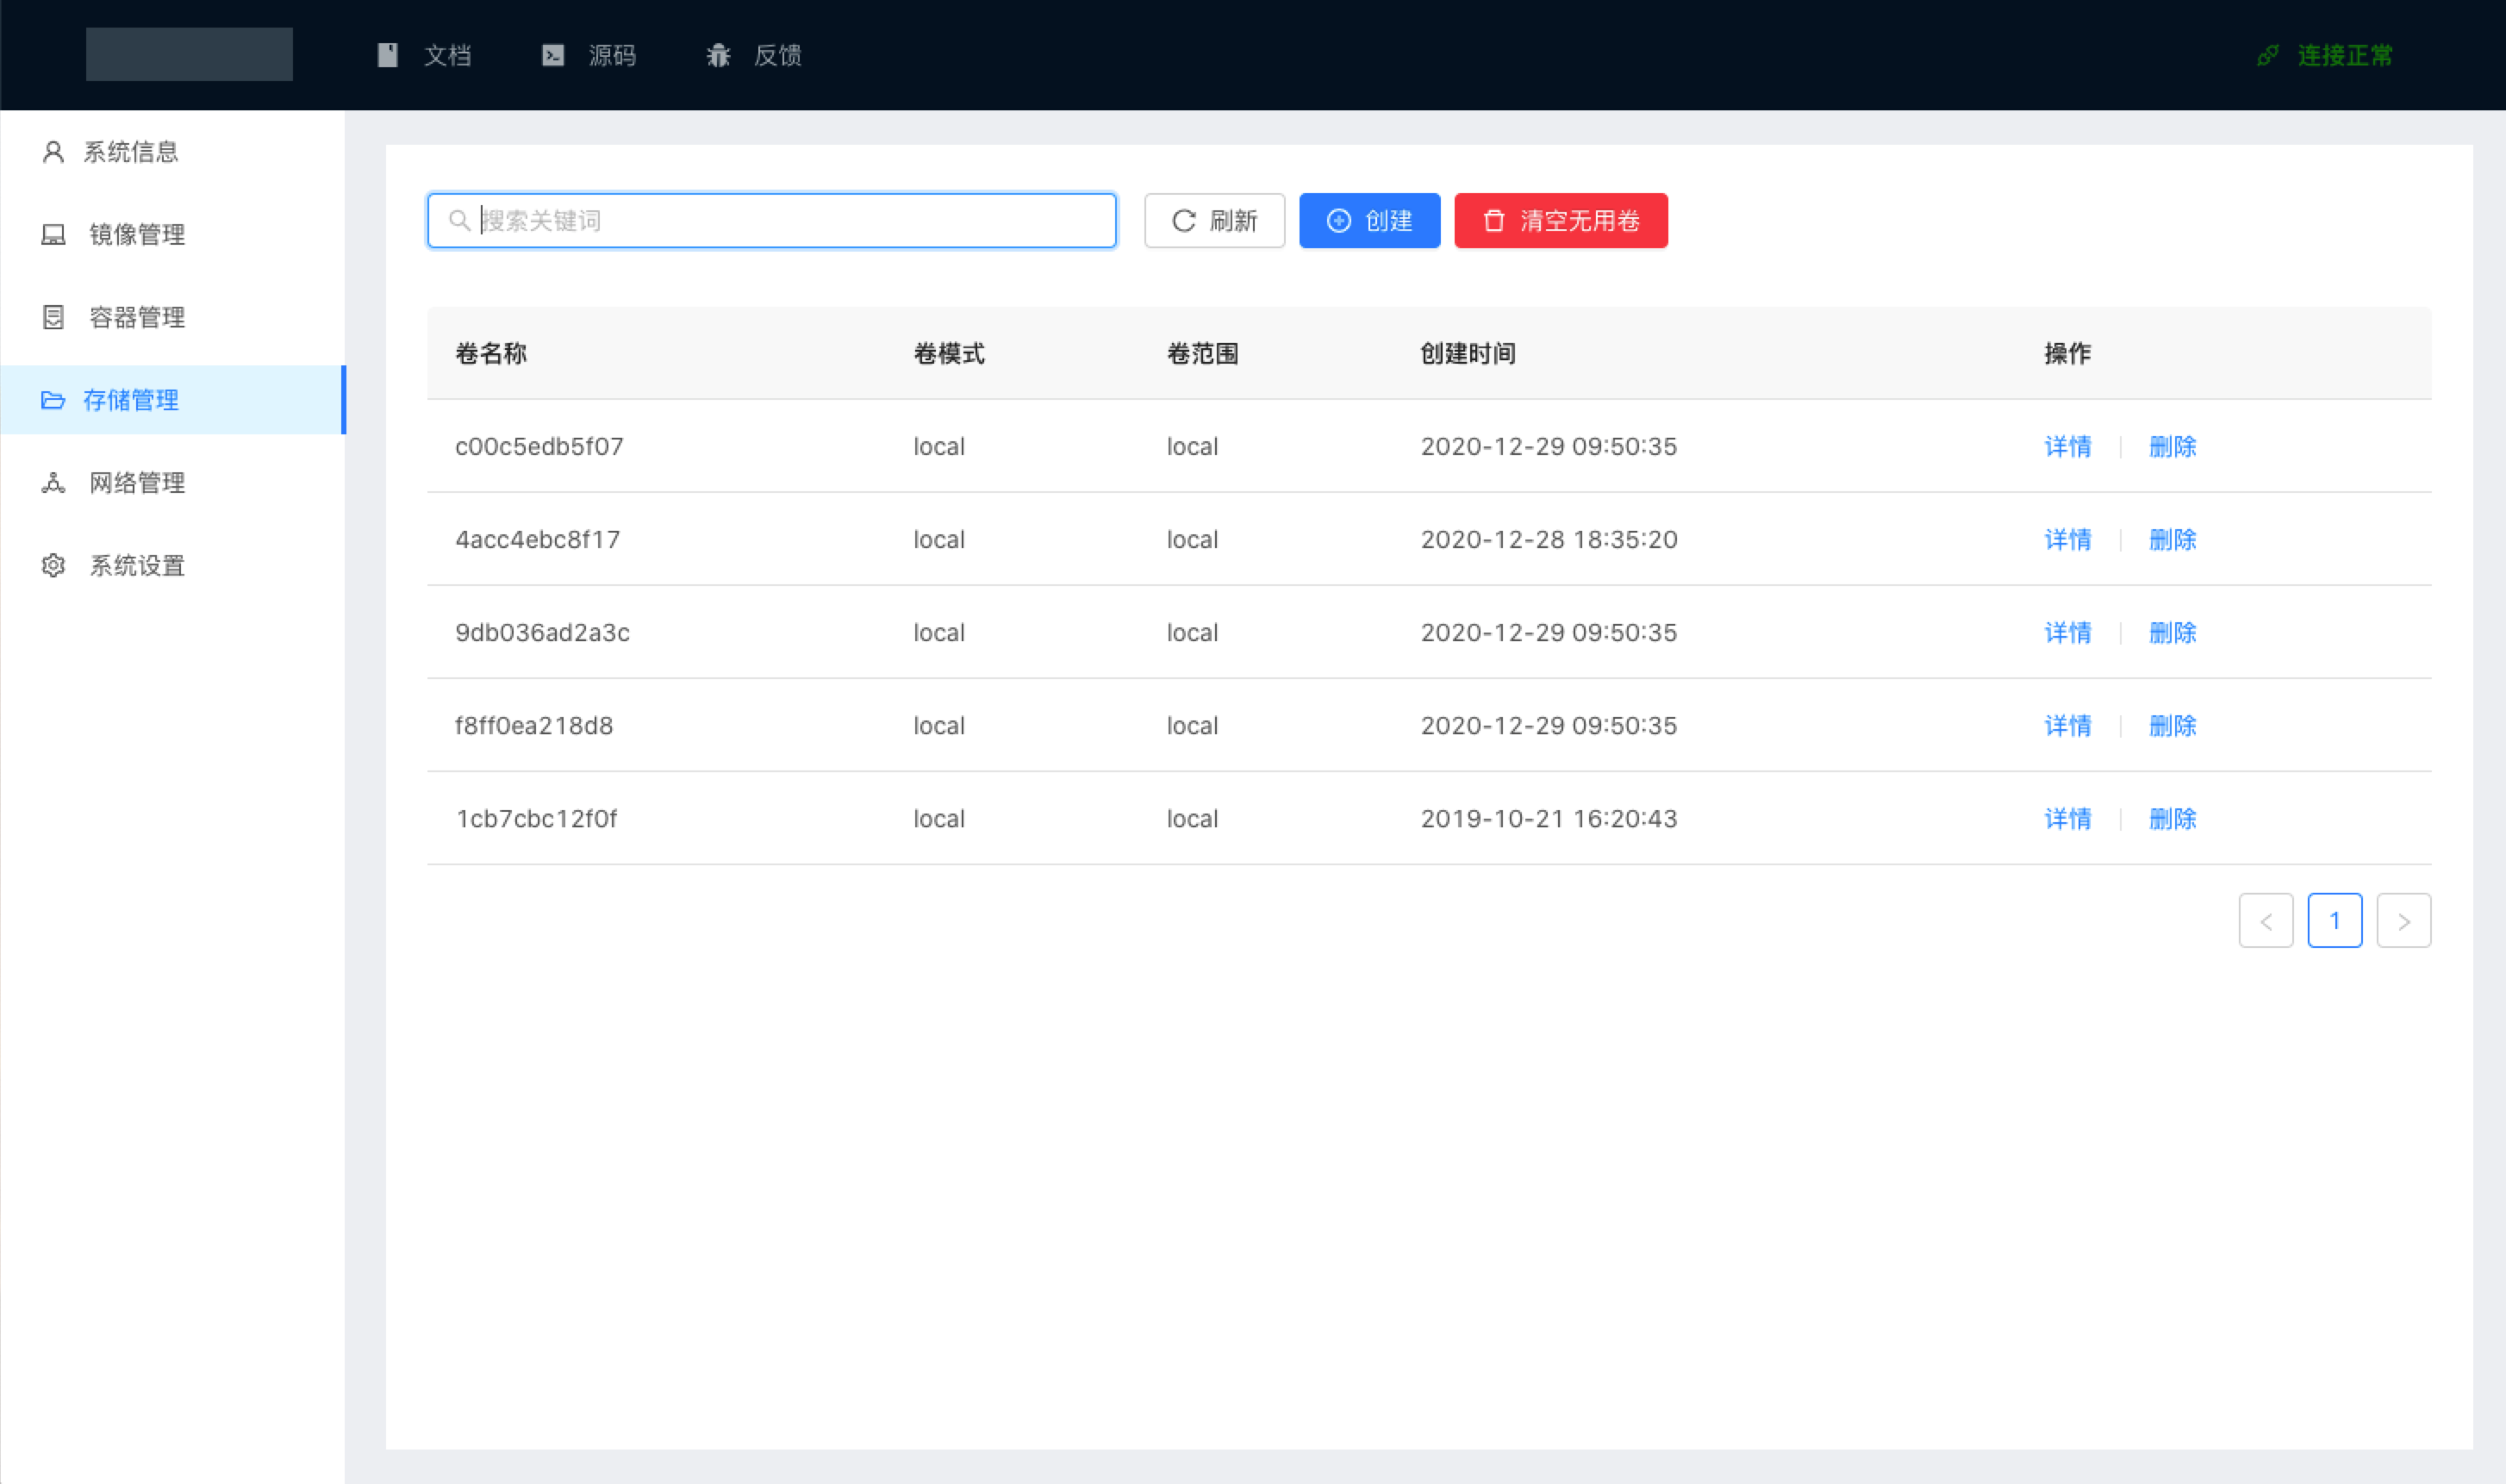 文档 源码 反馈 连接正常
系统信息
镜像管理
容器管理
存储管理
网络管理
系统设置
搜索关键词 刷新 创建 清空无用卷
卷名称 卷模式 卷范围 创建时间 操作
c00c5edb5f07 local local 2020-12-29 09:50:35 详情 删除
4acc4ebc8f17 local local 2020-12-28 18:35:20 详情 删除
9db036ad2a3c local local 2020-12-29 09:50:35 详情 删除
f8ff0ea218d8 local local 2020-12-29 09:50:35 详情 删除
1cb7cbc12f0f local local 2019-10-21 16:20:43 详情 删除
< 1 >